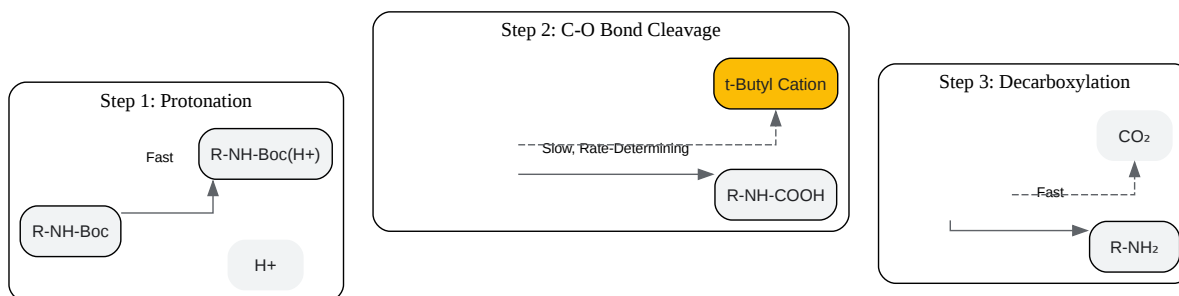 Step 1: Protonation
Fast
R-NH-Boc(H+)
R-NH-Boc
H+
Step 2: C-O Bond Cleavage
t-Butyl Cation
Slow, Rate-Determining
R-NH-COOH
Step 3: Decarboxylation
CO₂
Fast
R-NH₂